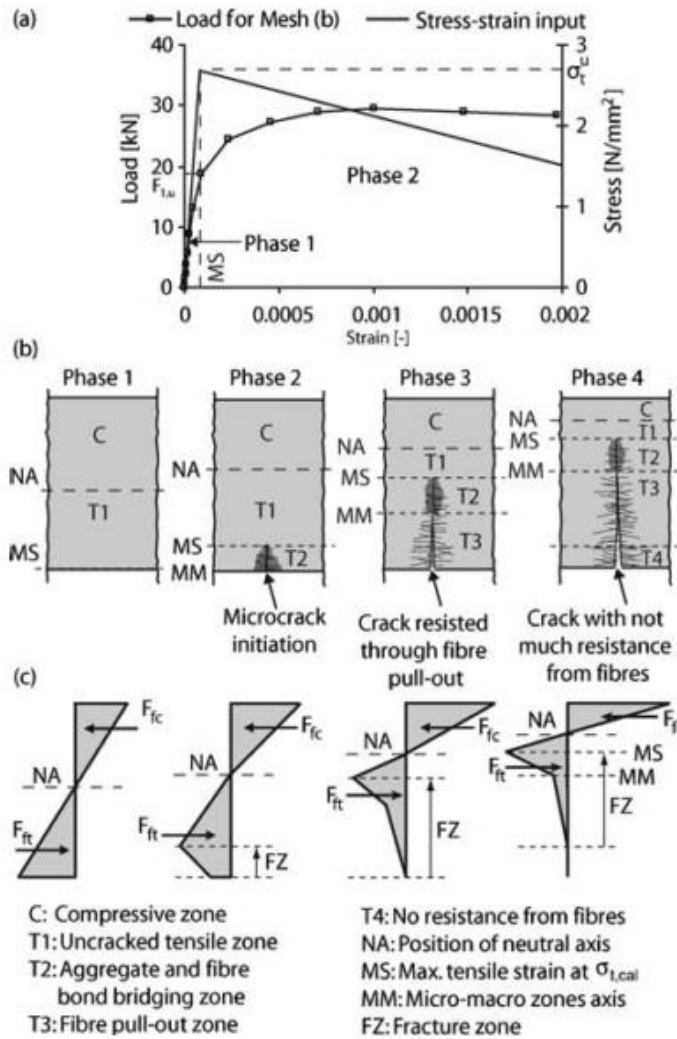 (a)
Load for Mesh (b)
Stress-strain input
40
3
σtᵘ
30
2
Load [kN]
20
Stress [N/mm²]
F1,u
Phase 2
10
1
Phase 1
MS
0
0
0
0.0005
0.001
0.0015
0.002
Strain [-]
(b)
Phase 1
Phase 2
Phase 3
Phase 4
C
NA
T1
MS
C
NA
T1
MS
T2
MM
C
NA
T1
MS
T2
MM
T3
C
NA
T1
MS
T2
MM
T3
T4
Microcrack
initiation
Crack resisted
through fibre
pull-out
Crack with not
much resistance
from fibres
(c)
Ffc
NA
Fft
Ffc
NA
Fft
FZ
Ffc
NA
Fft
FZ
NA
MS
Fft
MM
FZ
C: Compressive zone
T1: Uncracked tensile zone
T2: Aggregate and fibre
bond bridging zone
T3: Fibre pull-out zone
T4: No resistance from fibres
NA: Position of neutral axis
MS: Max. tensile strain at σt,cal
MM: Micro-macro zones axis
FZ: Fracture zone